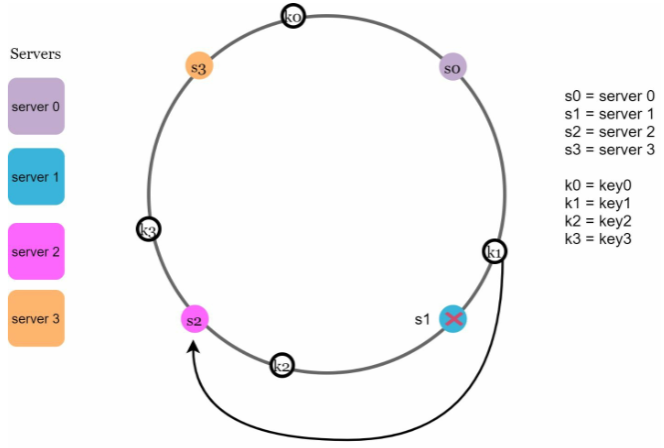 Servers
server 0
server 1
server 2
server 3
k0
s3
s0
k3
k1
s2
s1
k2
s0 = server 0
s1 = server 1
s2 = server 2
s3 = server 3
k0 = key0
k1 = key1
k2 = key2
k3 = key3